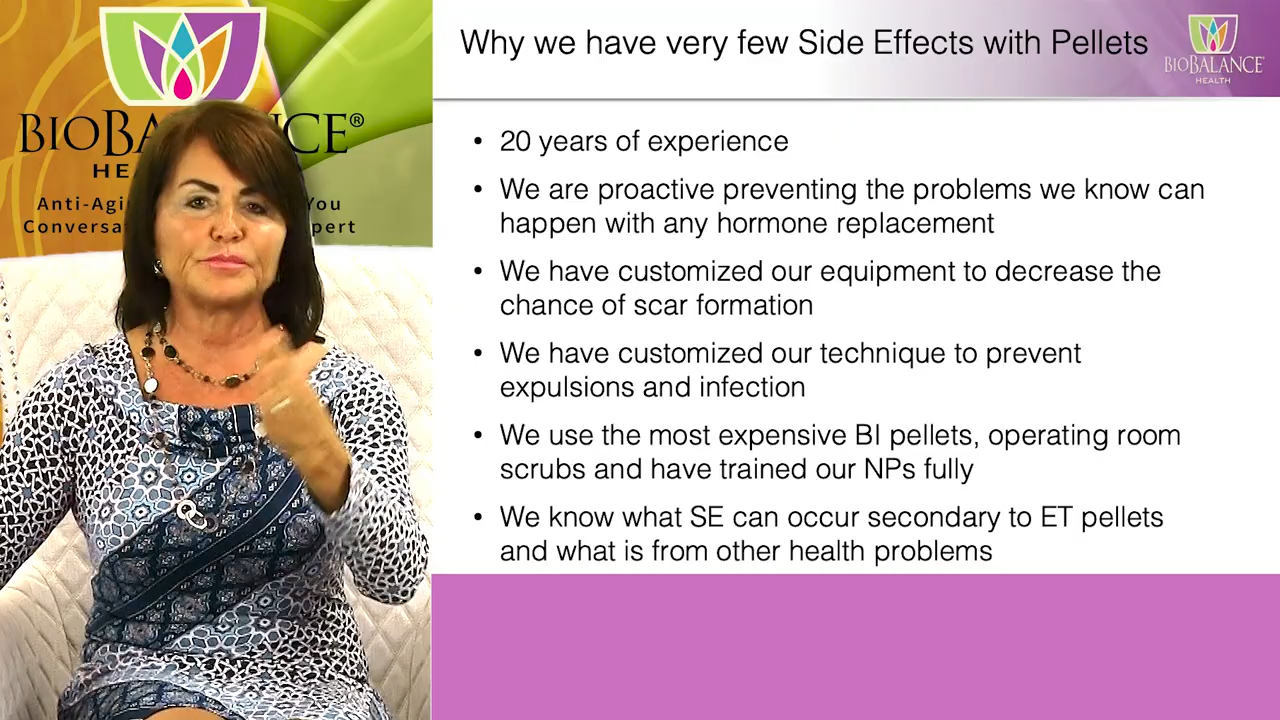 BIOBA NCE®
HE
Anti-Agi You
Conversa pert
Why we have very few Side Effects with Pellets
BIOBALANCE®
HEALTH
• 20 years of experience
• We are proactive preventing the problems we know can
happen with any hormone replacement
• We have customized our equipment to decrease the
chance of scar formation
• We have customized our technique to prevent
expulsions and infection
• We use the most expensive BI pellets, operating room
scrubs and have trained our NPs fully
• We know what SE can occur secondary to ET pellets
and what is from other health problems